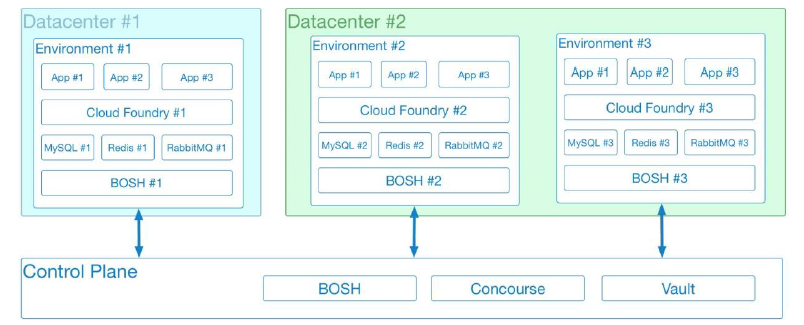 Datacenter #1
Environment #1
App #1 App #2 App #3
Cloud Foundry #1
MySQL #1 Redis #1 RabbitMQ #1
BOSH #1
Datacenter #2
Environment #2
App #1 App #2 App #3
Cloud Foundry #2
MySQL #2 Redis #2 RabbitMQ #2
BOSH #2
Environment #3
App #1 App #2 App #3
Cloud Foundry #3
MySQL #3 Redis #3 RabbitMQ #3
BOSH #3
Control Plane
BOSH Concourse Vault